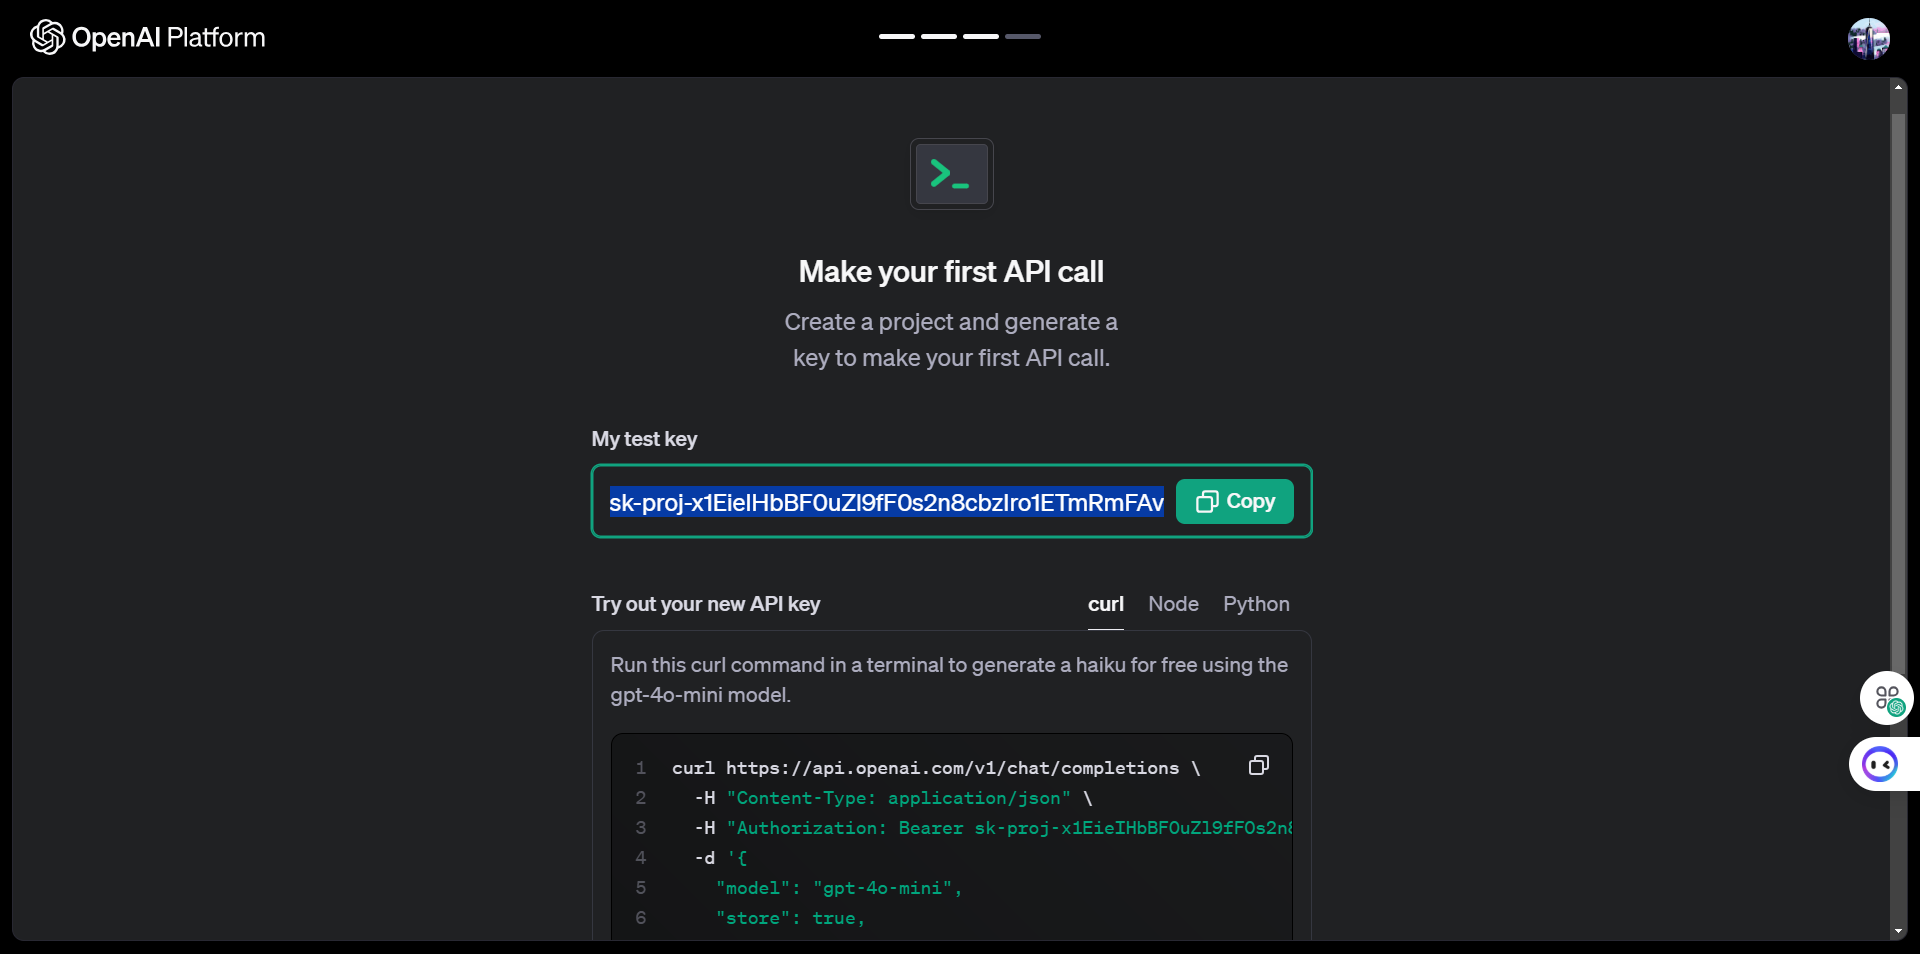 OpenAI Platform
Make your first API call
Create a project and generate a
key to make your first API call.
My test key
sk-proj-x1EieIHbBF0uZl9fF0s2n8cbzIro1ETmRmFAv
Copy
Try out your new API key
curl Node Python
Run this curl command in a terminal to generate a haiku for free using the
gpt-4o-mini model.
1 curl https://api.openai.com/v1/chat/completions \
2 -H "Content-Type: application/json" \
3 -H "Authorization: Bearer sk-proj-x1EieIHbBF0uZl9fF0s2n8
4 -d '{
5 "model": "gpt-4o-mini",
6 "store": true,